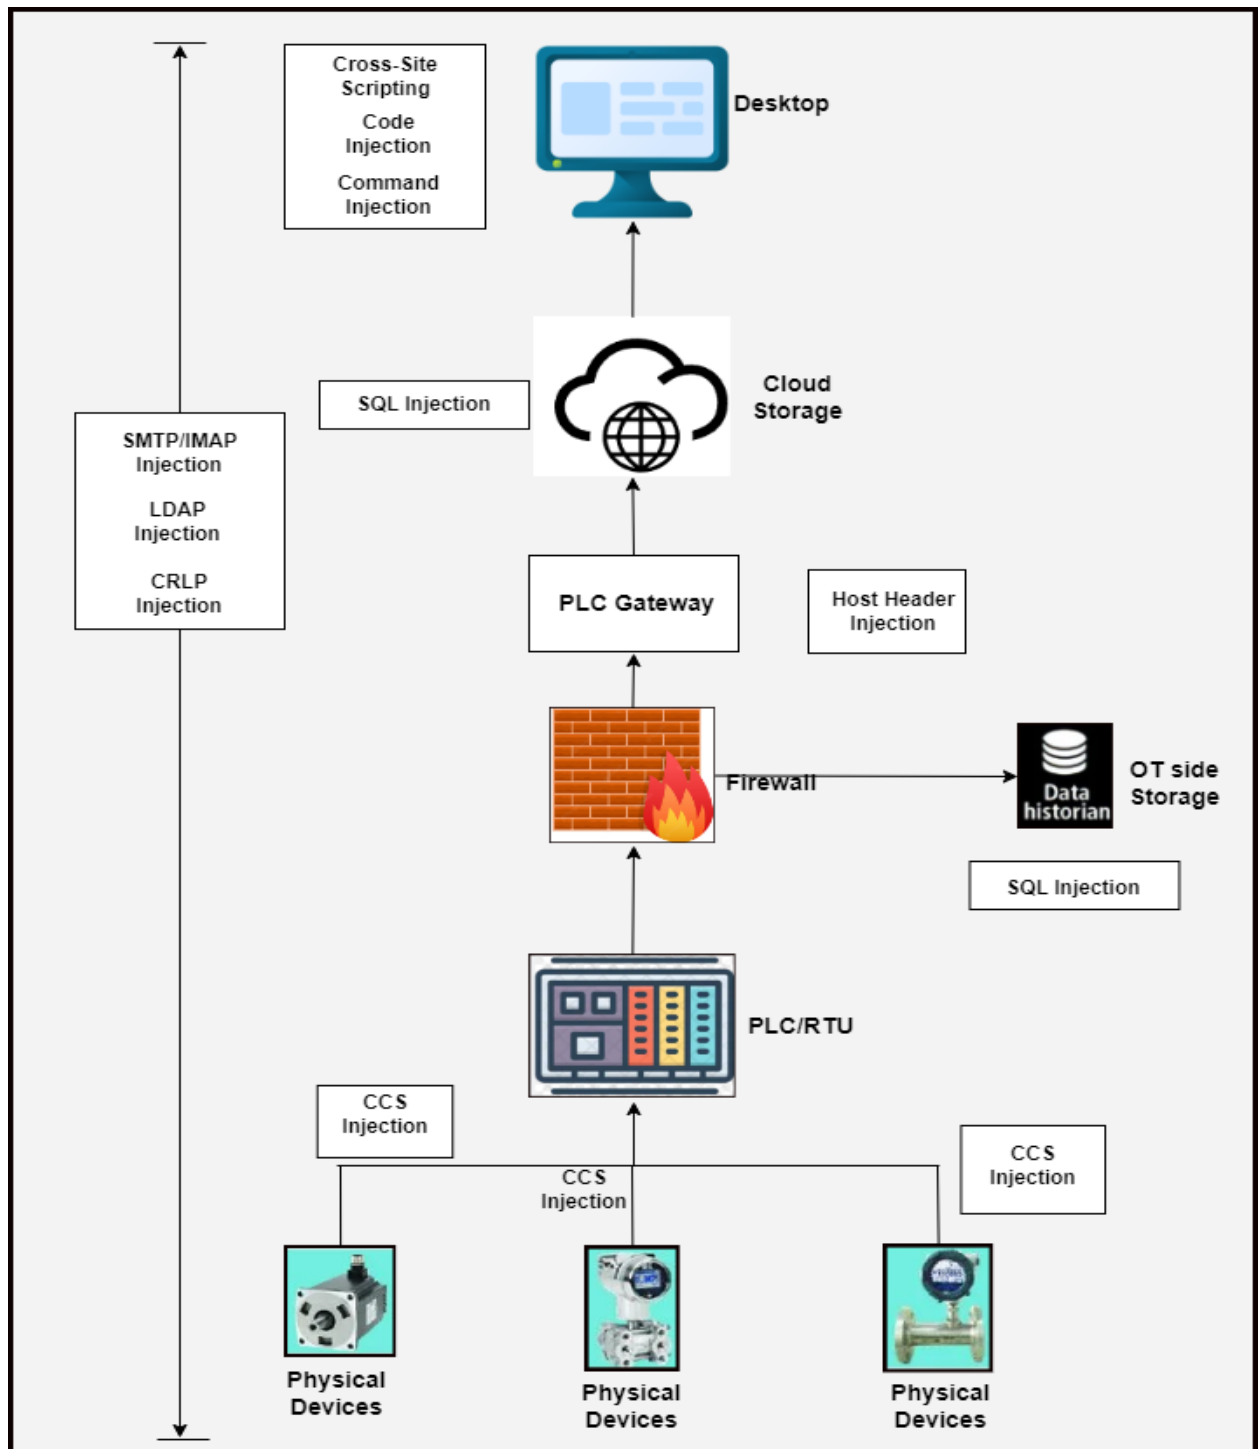 Cross-Site
Scripting
Code
Injection
Command
Injection
Desktop
SQL Injection
Cloud
Storage
SMTP/IMAP
Injection
LDAP
Injection
CRLP
Injection
PLC Gateway
Host Header
Injection
Firewall
Data
historian
OT side
Storage
SQL Injection
PLC/RTU
CCS
Injection
CCS
Injection
CCS
Injection
Physical
Devices
Physical
Devices
Physical
Devices